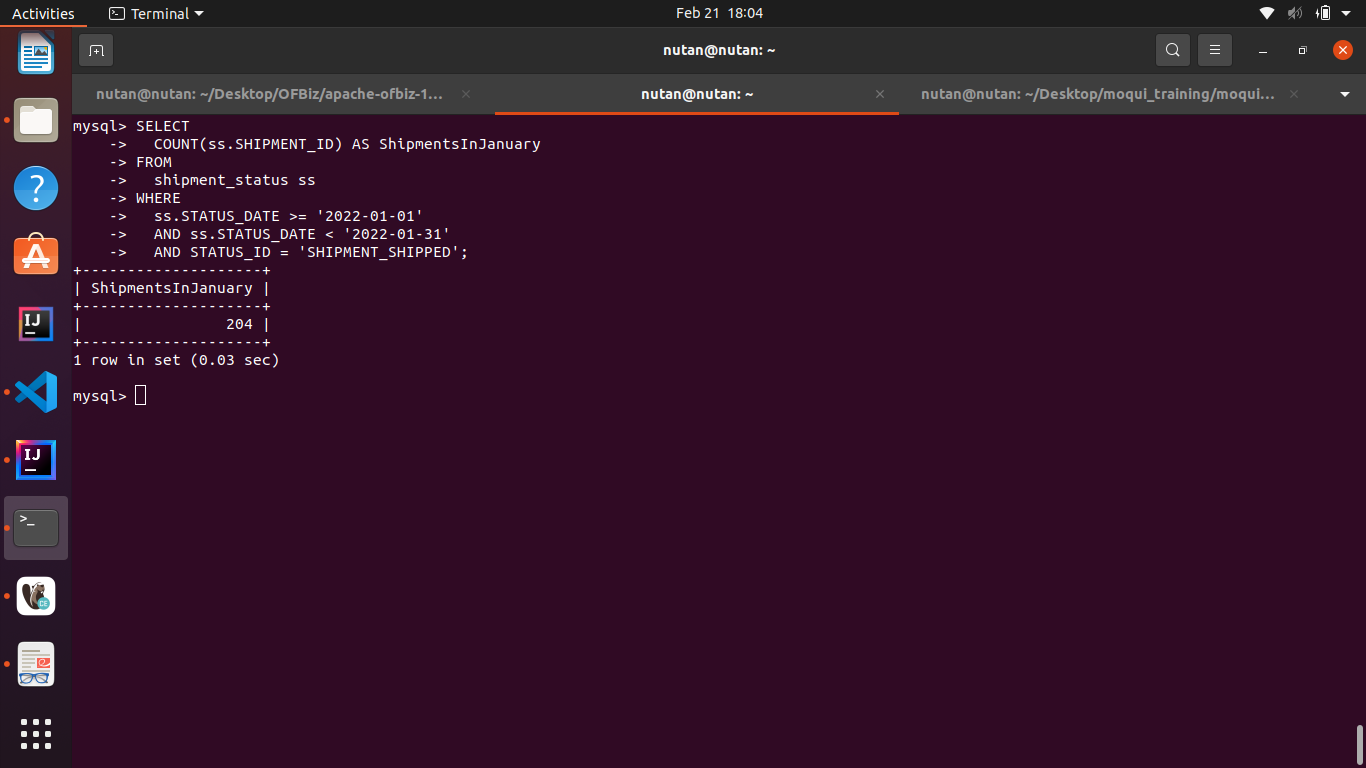 Activities Terminal Feb 21 18:04
nutan@nutan: ~
nutan@nutan: ~/Desktop/OFBiz/apache-ofbiz-1... nutan@nutan: ~ nutan@nutan: ~/Desktop/moqui_training/moqui...
mysql> SELECT
    ->   COUNT(ss.SHIPMENT_ID) AS ShipmentsInJanuary
    -> FROM
    ->   shipment_status ss
    -> WHERE
    ->   ss.STATUS_DATE >= '2022-01-01'
    ->   AND ss.STATUS_DATE < '2022-01-31'
    ->   AND STATUS_ID = 'SHIPMENT_SHIPPED';
+--------------------+
| ShipmentsInJanuary |
+--------------------+
|                204 |
+--------------------+
1 row in set (0.03 sec)
mysql>
IJ
IJ
>_
CE